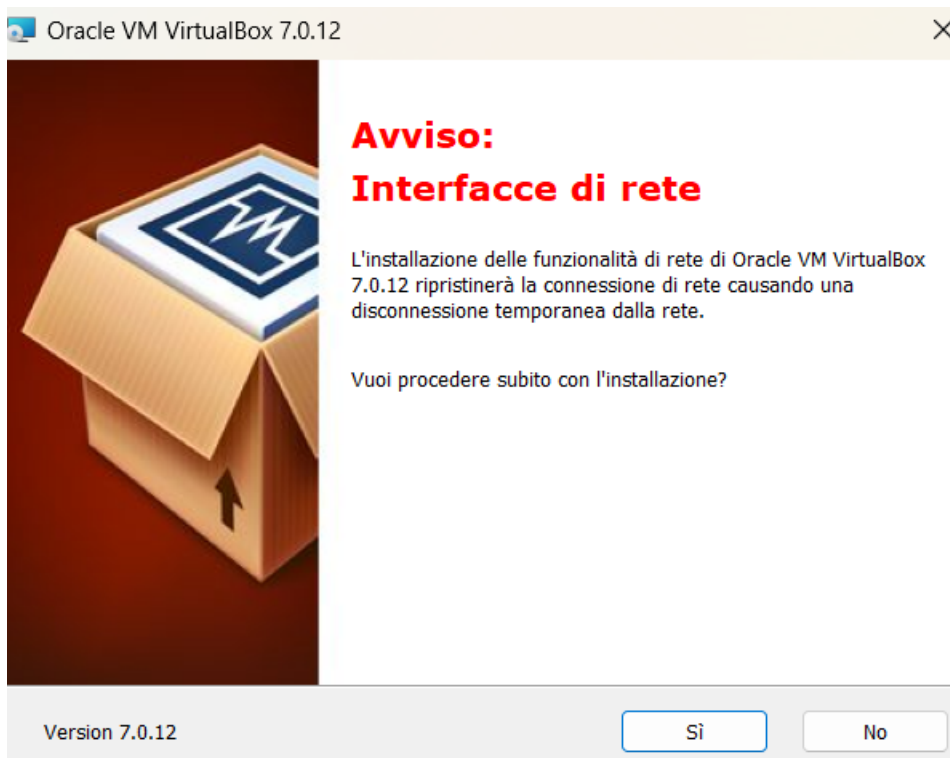 Oracle VM VirtualBox 7.0.12
Avviso:
Interfacce di rete
L'installazione delle funzionalità di rete di Oracle VM VirtualBox
7.0.12 ripristinerà la connessione di rete causando una
disconnessione temporanea dalla rete.
Vuoi procedere subito con l'installazione?
Version 7.0.12
Sì
No